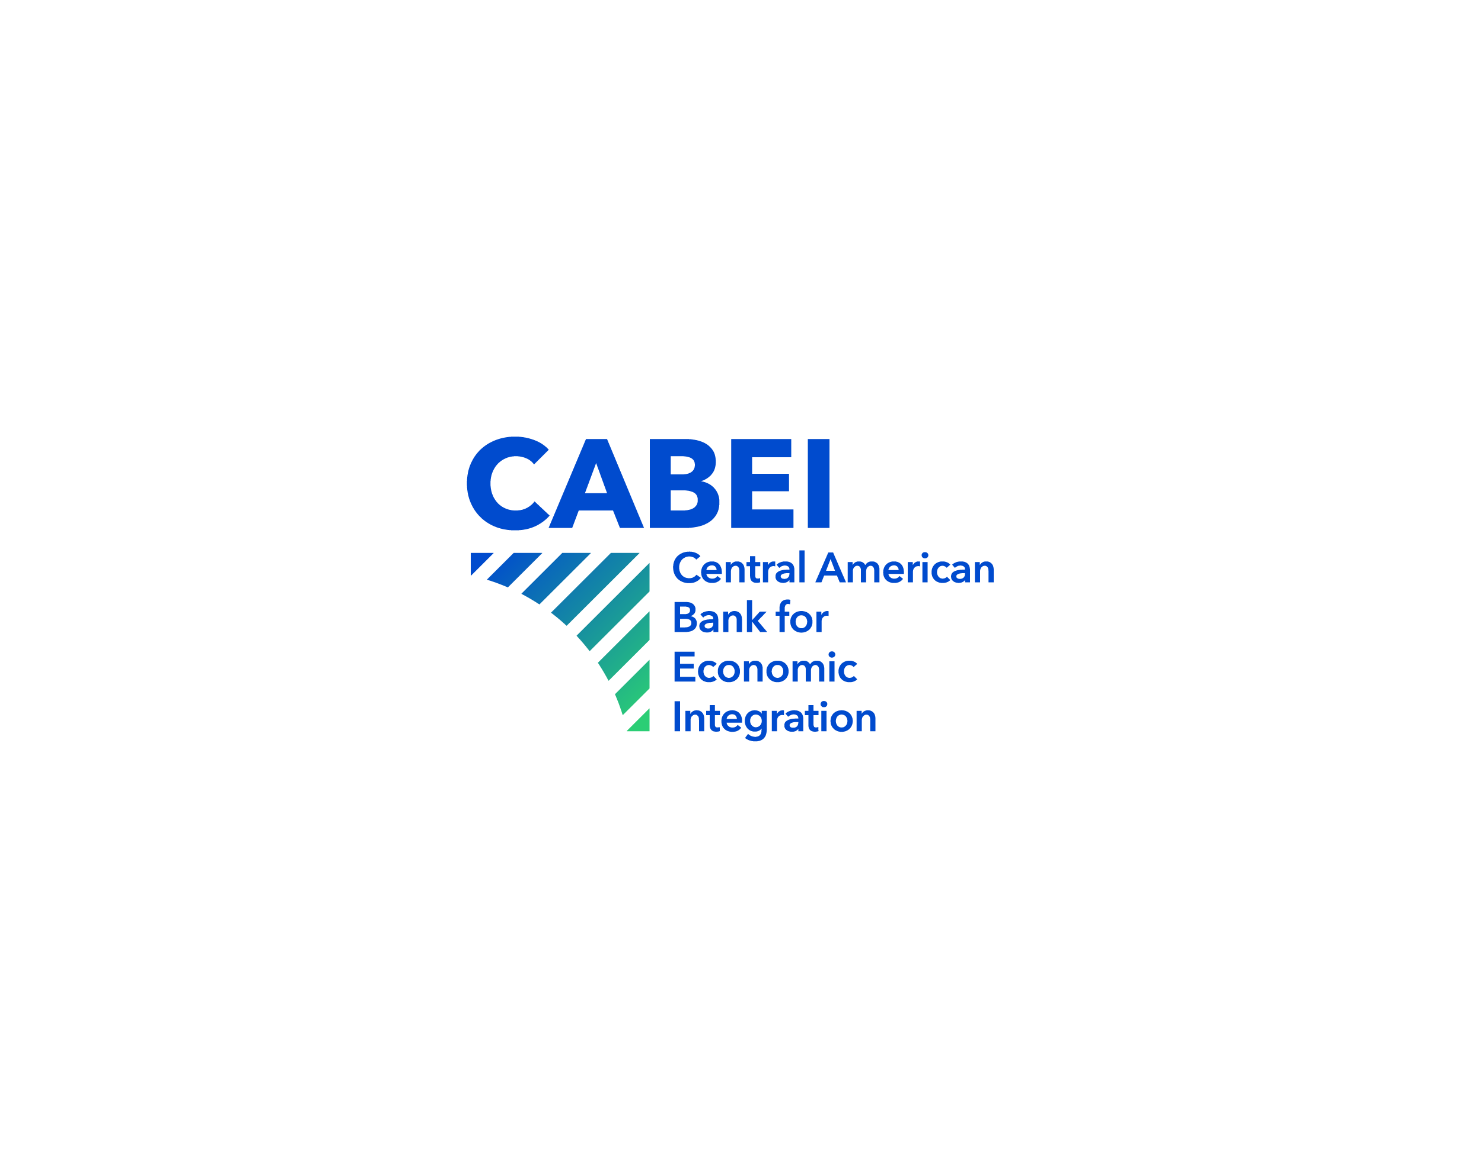 CABEI
Central American
Bank for
Economic
Integration